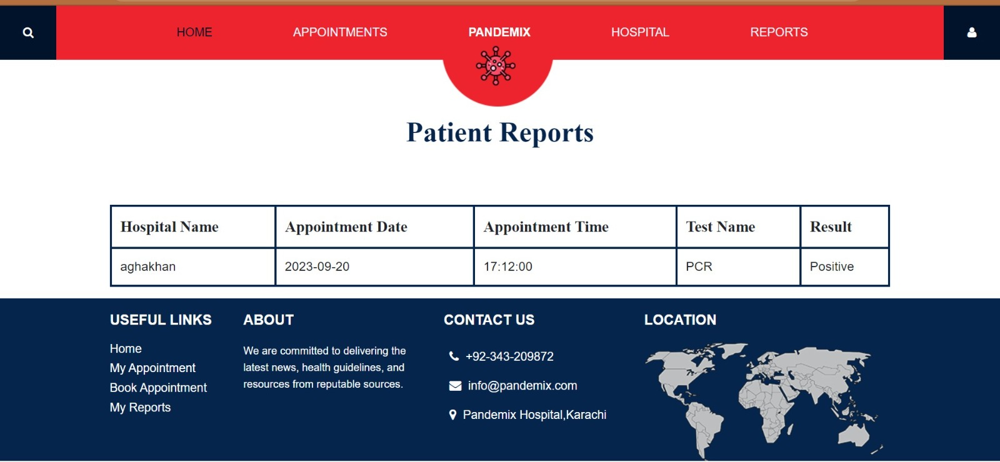 HOME APPOINTMENTS PANDEMIX HOSPITAL REPORTS
Patient Reports
Hospital Name Appointment Date Appointment Time Test Name Result
aghakhan 2023-09-20 17:12:00 PCR Positive
USEFUL LINKS
Home
My Appointment
Book Appointment
My Reports
ABOUT
We are committed to delivering the
latest news, health guidelines, and
resources from reputable sources.
CONTACT US
+92-343-209872
info@pandemix.com
Pandemix Hospital,Karachi
LOCATION